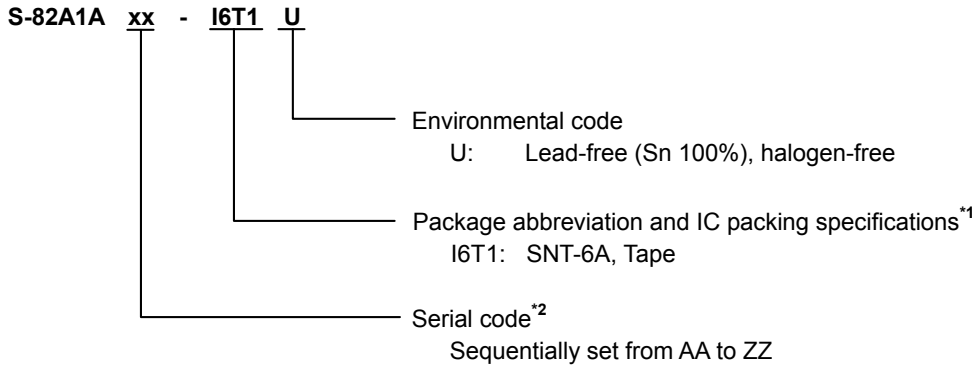 S-82A1A xx - I6T1 U
Environmental code
U: Lead-free (Sn 100%), halogen-free
Package abbreviation and IC packing specifications*1
I6T1: SNT-6A, Tape
Serial code*2
Sequentially set from AA to ZZ